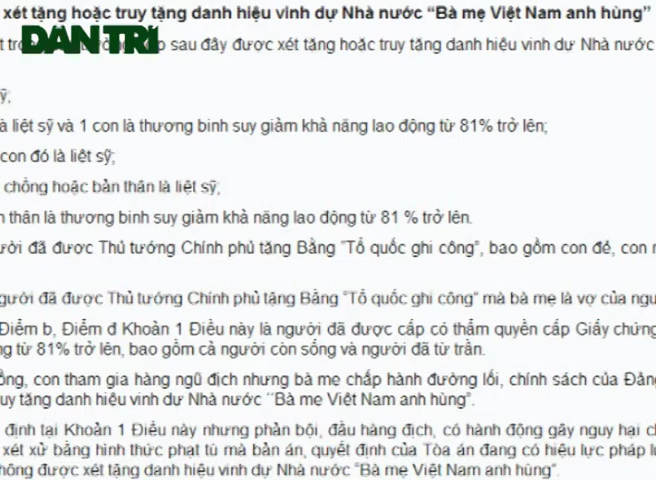 xét tặng hoặc truy tặng danh hiệu vinh dự Nhà nước “Bà mẹ Việt Nam anh hùng”
DÂN TRÍ
sau đây được xét tặng hoặc truy tặng danh hiệu vinh dự Nhà nước
ỹ;
à liệt sỹ và 1 con là thương binh suy giảm khả năng lao động từ 81% trở lên;
con đó là liệt sỹ;
chồng hoặc bản thân là liệt sỹ;
n thân là thương binh suy giảm khả năng lao động từ 81 % trở lên.
ười đã được Thủ tướng Chính phủ tặng Bằng “Tổ quốc ghi công”, bao gồm con đẻ, con
gười đã được Thủ tướng Chính phủ tặng Bằng “Tổ quốc ghi công” mà bà mẹ là vợ của
Điểm b, Điểm đ Khoản 1 Điều này là người đã được cấp có thẩm quyền cấp Giấy chứng
ng từ 81% trở lên, bao gồm cả người còn sống và người đã từ trần.
ồng, con tham gia hàng ngũ địch nhưng bà mẹ chấp hành đường lối, chính sách của Đảng
uy tặng danh hiệu vinh dự Nhà nước “Bà mẹ Việt Nam anh hùng”.
định tại Khoản 1 Điều này nhưng phản bội, đầu hàng địch, có hành động gây nguy hại
xét xử bằng hình thức phạt tù mà bản án, quyết định của Tòa án đang có hiệu lực pháp
hông được xét tặng danh hiệu vinh dự Nhà nước “Bà mẹ Việt Nam anh hùng”.